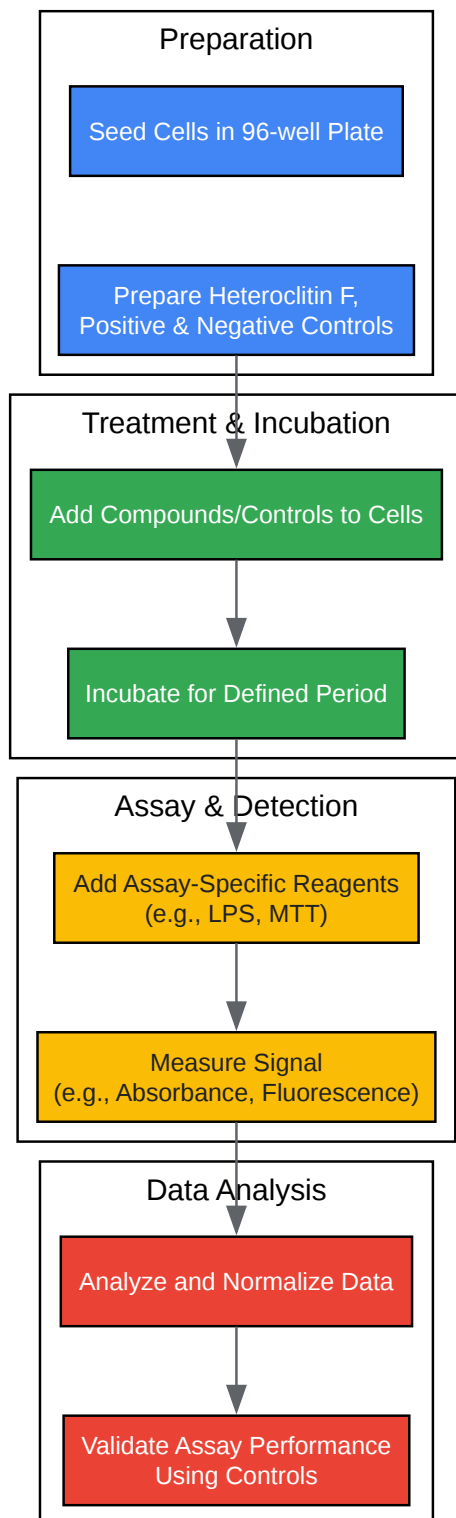 Preparation
Seed Cells in 96-well Plate
Prepare Heteroclitin F,
Positive & Negative Controls
Treatment & Incubation
Add Compounds/Controls to Cells
Incubate for Defined Period
Assay & Detection
Add Assay-Specific Reagents
(e.g., LPS, MTT)
Measure Signal
(e.g., Absorbance, Fluorescence)
Data Analysis
Analyze and Normalize Data
Validate Assay Performance
Using Controls